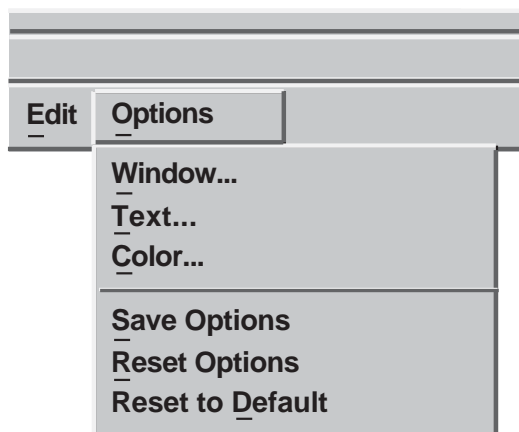 Edit Options
Window...
Text...
Color...
Save Options
Reset Options
Reset to Default